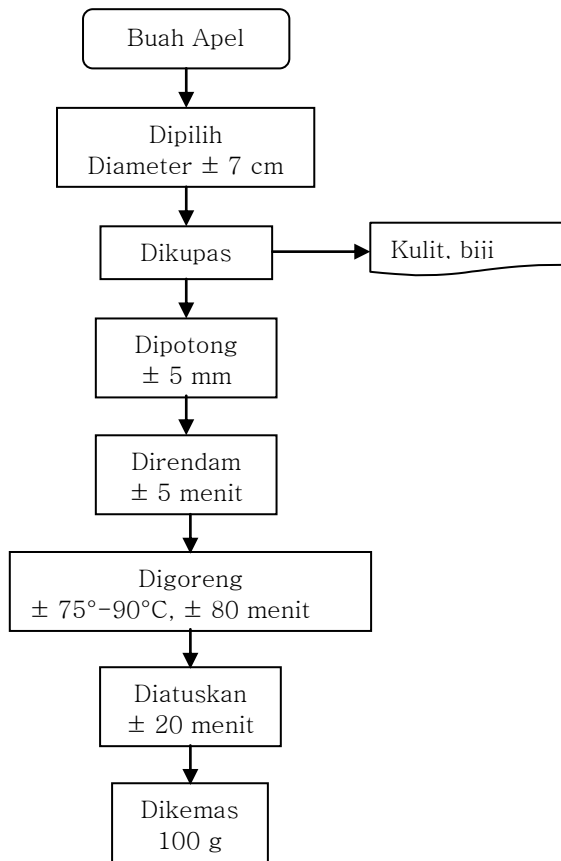 Buah Apel
Dipilih
Diameter ± 7 cm
Dikupas
Kulit, biji
Dipotong
± 5 mm
Direndam
± 5 menit
Digoreng
± 75°-90°C, ± 80 menit
Diatuskan
± 20 menit
Dikemas
100 g